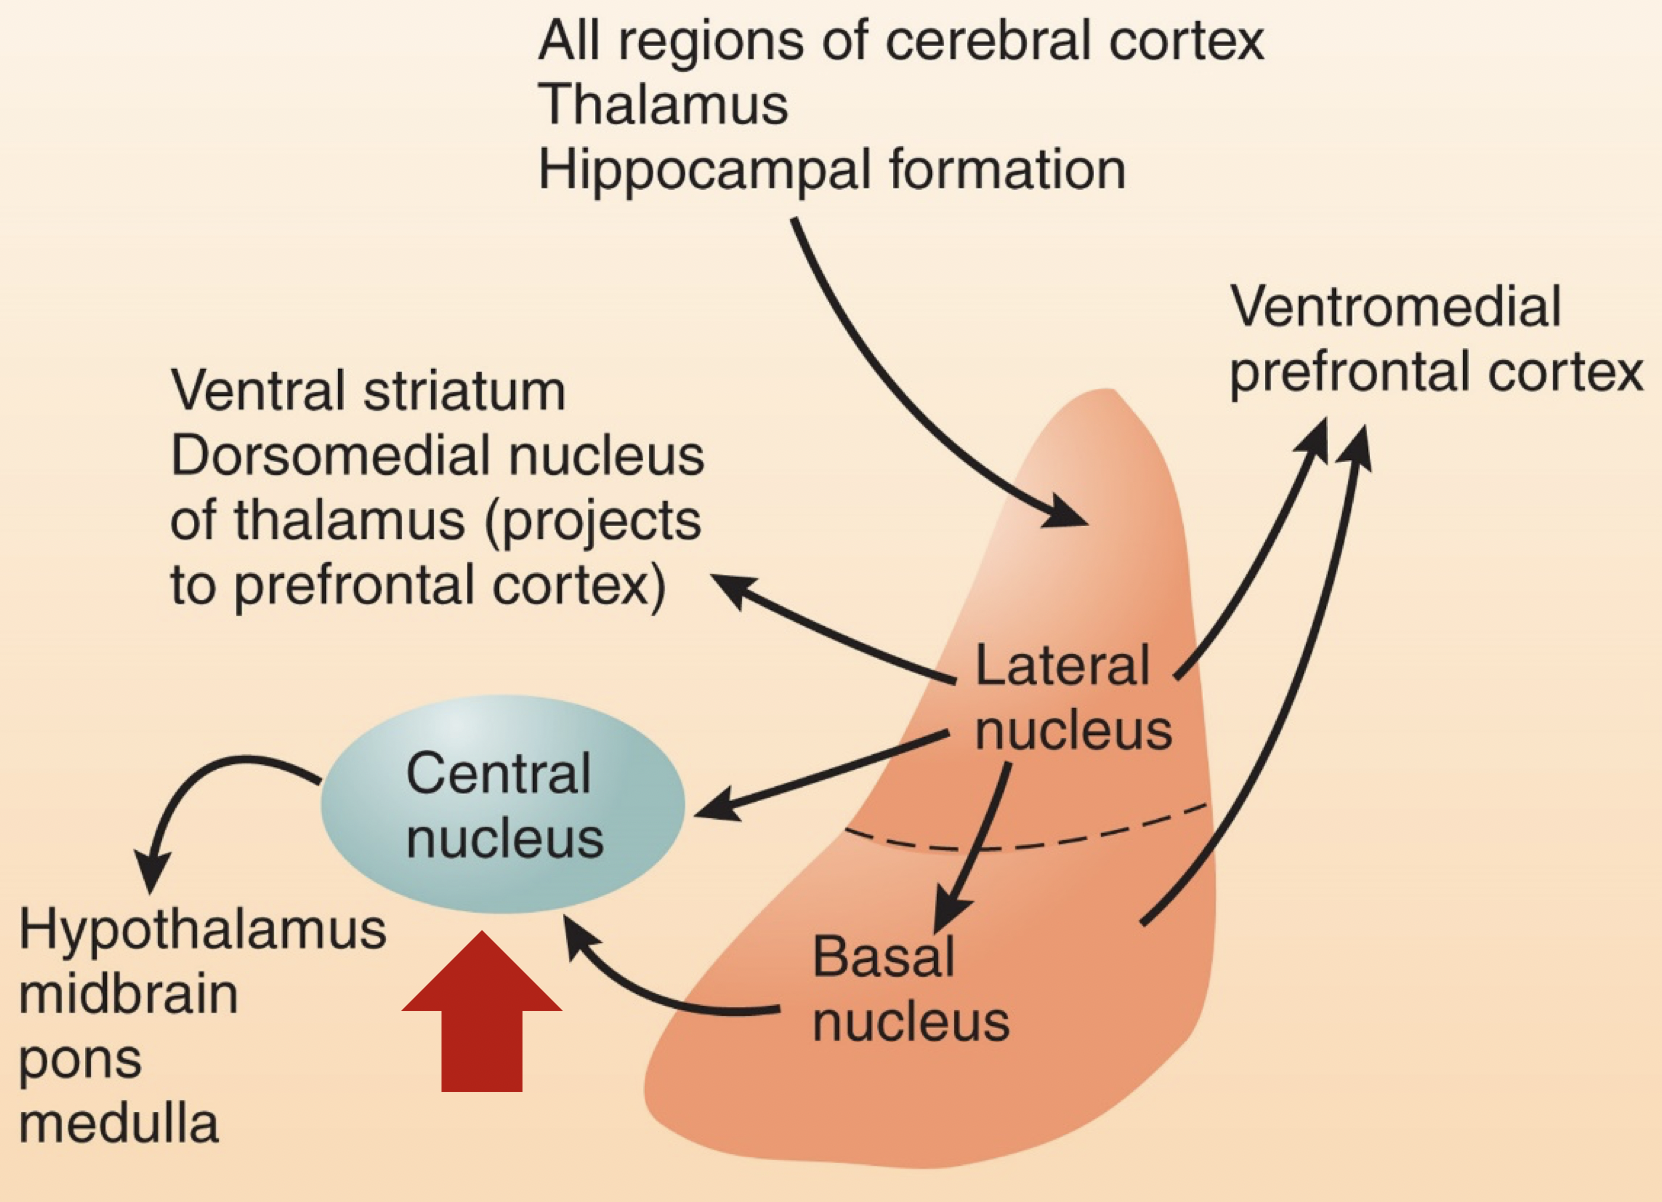 All regions of cerebral cortex
Thalamus
Hippocampal formation
Ventromedial
prefrontal cortex
Ventral striatum
Dorsomedial nucleus
of thalamus (projects
to prefrontal cortex)
Lateral
nucleus
Central
nucleus
Hypothalamus
midbrain
pons
medulla
Basal
nucleus